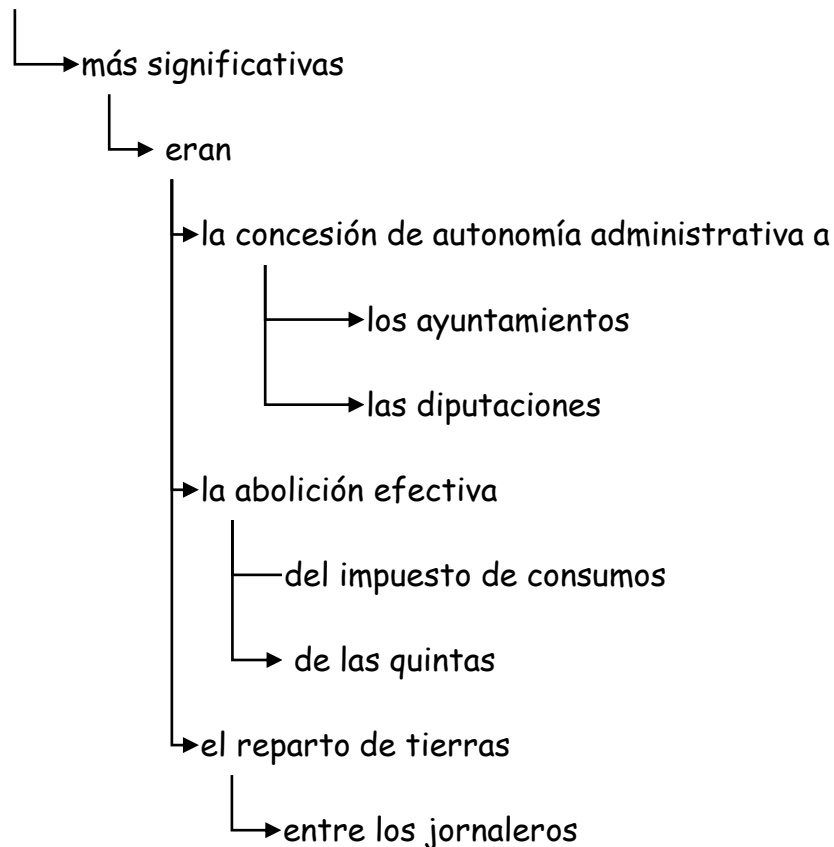 más significativas
eran
la concesión de autonomía administrativa a
los ayuntamientos
las diputaciones
la abolición efectiva
del impuesto de consumos
de las quintas
el reparto de tierras
entre los jornaleros